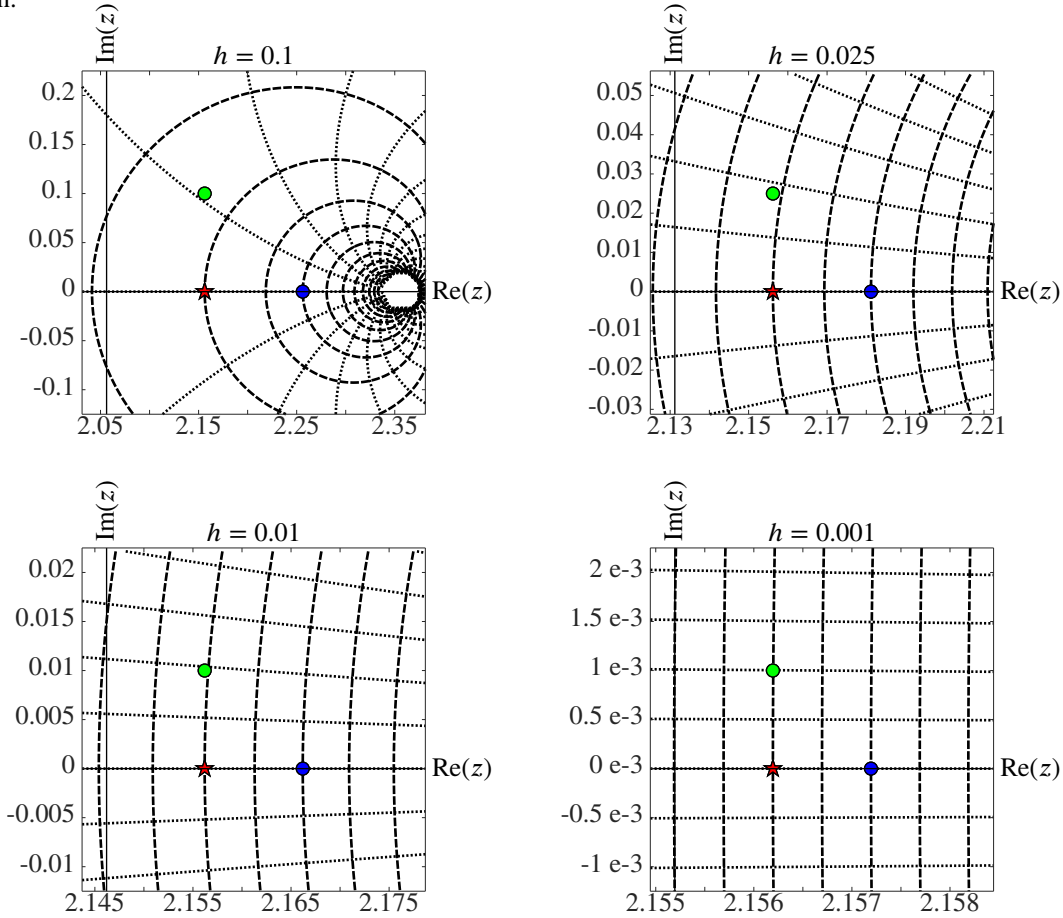 n.
Im(z)
h = 0.1
0.2
0.15
0.1
0.05
0
-0.05
-0.1
Re(z)
2.05 2.15 2.25 2.35
Im(z)
h = 0.025
0.05
0.04
0.03
0.02
0.01
0
-0.01
-0.02
-0.03
Re(z)
2.13 2.15 2.17 2.19 2.21
Im(z)
h = 0.01
0.02
0.015
0.01
0.005
0
-0.005
-0.01
Re(z)
2.145 2.155 2.165 2.175
Im(z)
h = 0.001
2 e-3
1.5 e-3
1 e-3
0.5 e-3
0 e-3
-0.5 e-3
-1 e-3
Re(z)
2.155 2.156 2.157 2.158